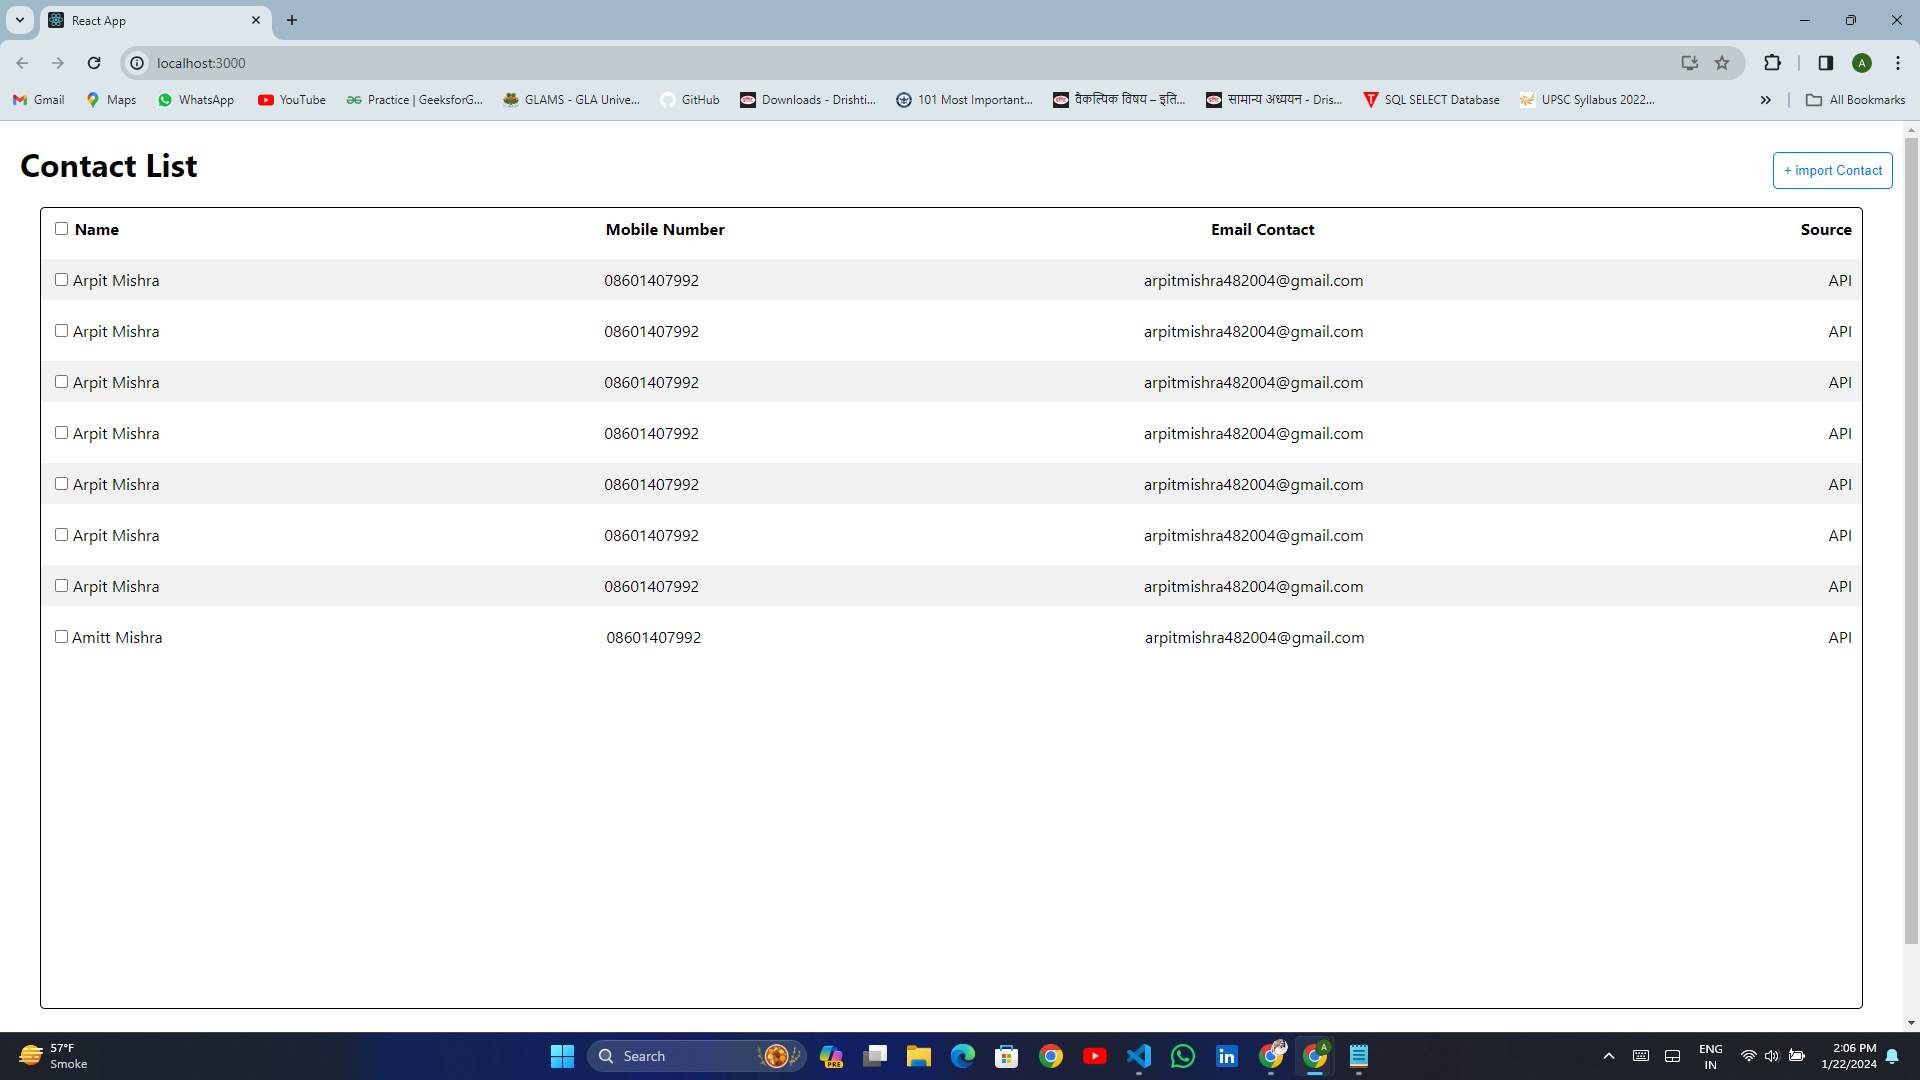 React App
localhost:3000
Gmail Maps WhatsApp YouTube Practice | GeeksforG... GLAMS - GLA Unive... GitHub Downloads - Drishti... 101 Most Important... वैकल्पिक विषय – इति... सामान्य अध्ययन - Dris... SQL SELECT Database UPSC Syllabus 2022... All Bookmarks
Contact List
+ import Contact
Name Mobile Number Email Contact Source
Arpit Mishra 08601407992 arpitmishra482004@gmail.com API
Arpit Mishra 08601407992 arpitmishra482004@gmail.com API
Arpit Mishra 08601407992 arpitmishra482004@gmail.com API
Arpit Mishra 08601407992 arpitmishra482004@gmail.com API
Arpit Mishra 08601407992 arpitmishra482004@gmail.com API
Arpit Mishra 08601407992 arpitmishra482004@gmail.com API
Arpit Mishra 08601407992 arpitmishra482004@gmail.com API
Amitt Mishra 08601407992 arpitmishra482004@gmail.com API
57°F
Smoke
Search
PRE
ENG
IN
2:06 PM
1/22/2024